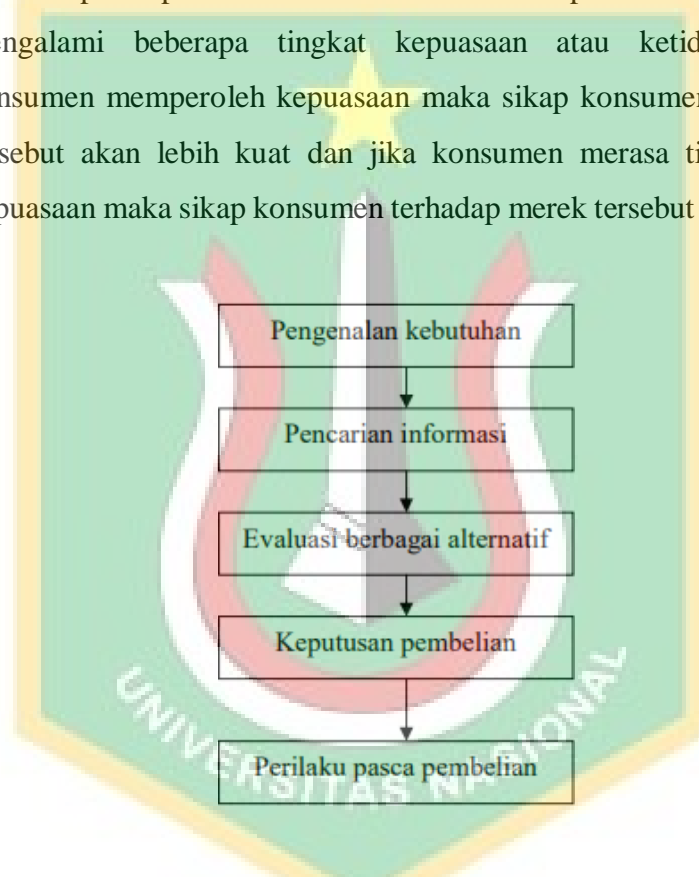 engalami beberapa tingkat kepuasaan atau ketid
nsumen memperoleh kepuasaan maka sikap konsumen
sebut akan lebih kuat dan jika konsumen merasa ti
puasaan maka sikap konsumen terhadap merek tersebut
Pengenalan kebutuhan
Pencarian informasi
Evaluasi berbagai alternatif
Keputusan pembelian
Perilaku pasca pembelian
UNIVERSITAS NASIONAL